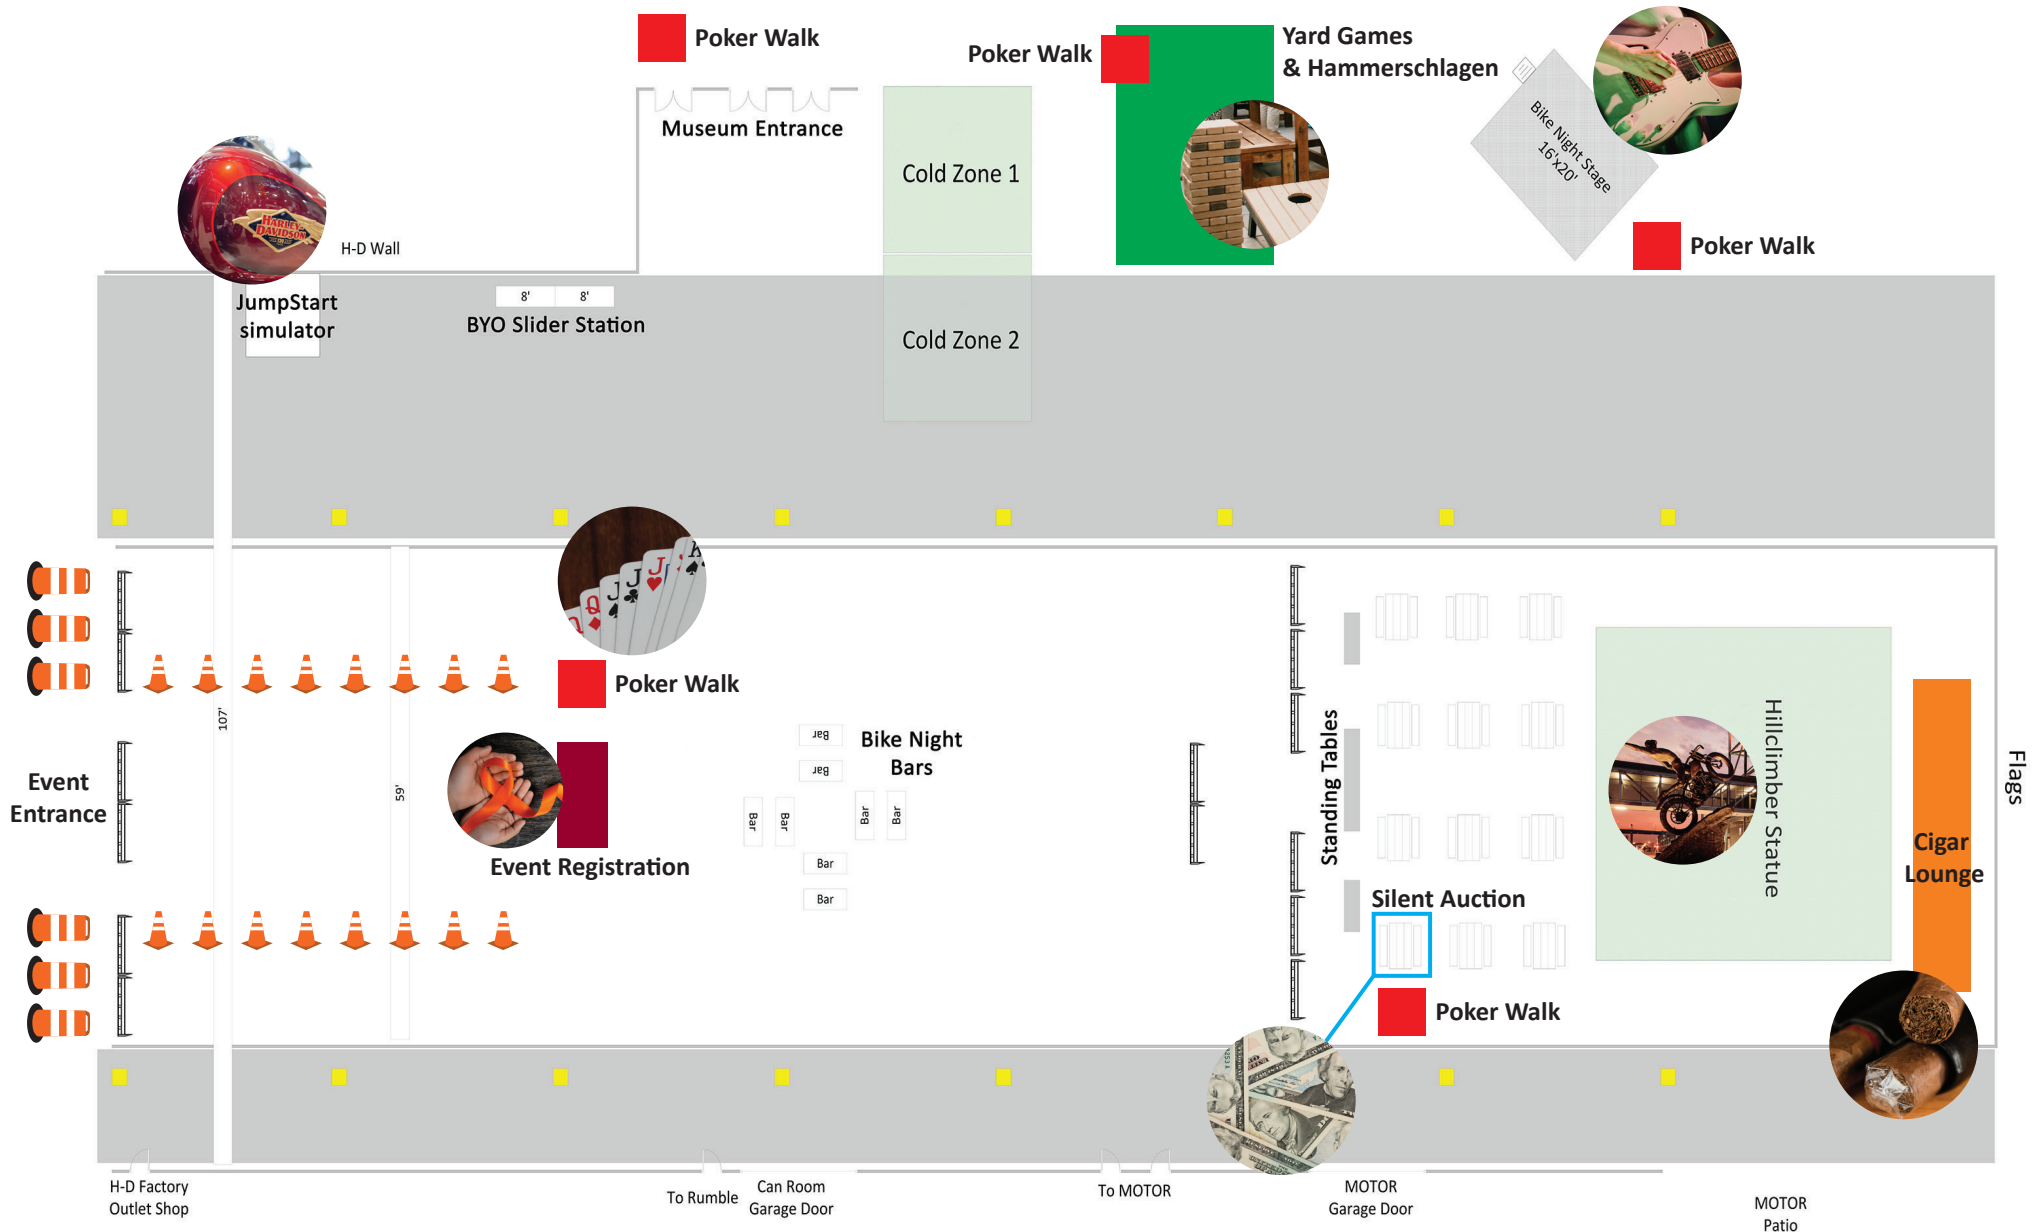 Poker Walk
Poker Walk
Yard Games
& Hammerschlagen
Museum Entrance
Cold Zone 1
Bike Night Stage
16'x20'
Poker Walk
HARLEY-
DAVIDSON
H-D Wall
JumpStart
simulator
8'
8'
BYO Slider Station
Cold Zone 2
Q
Q
J
J
J
K
Poker Walk
107'
59'
Event
Entrance
Event Registration
Bar
Bar
Bar
Bar
Bar
Bar
Bar
Bar
Bike Night
Bars
Standing Tables
Silent Auction
Poker Walk
Hillclimber Statue
Cigar
Lounge
Flags
H-D Factory
Outlet Shop
To Rumble
Can Room
Garage Door
To MOTOR
MOTOR
Garage Door
MOTOR
Patio